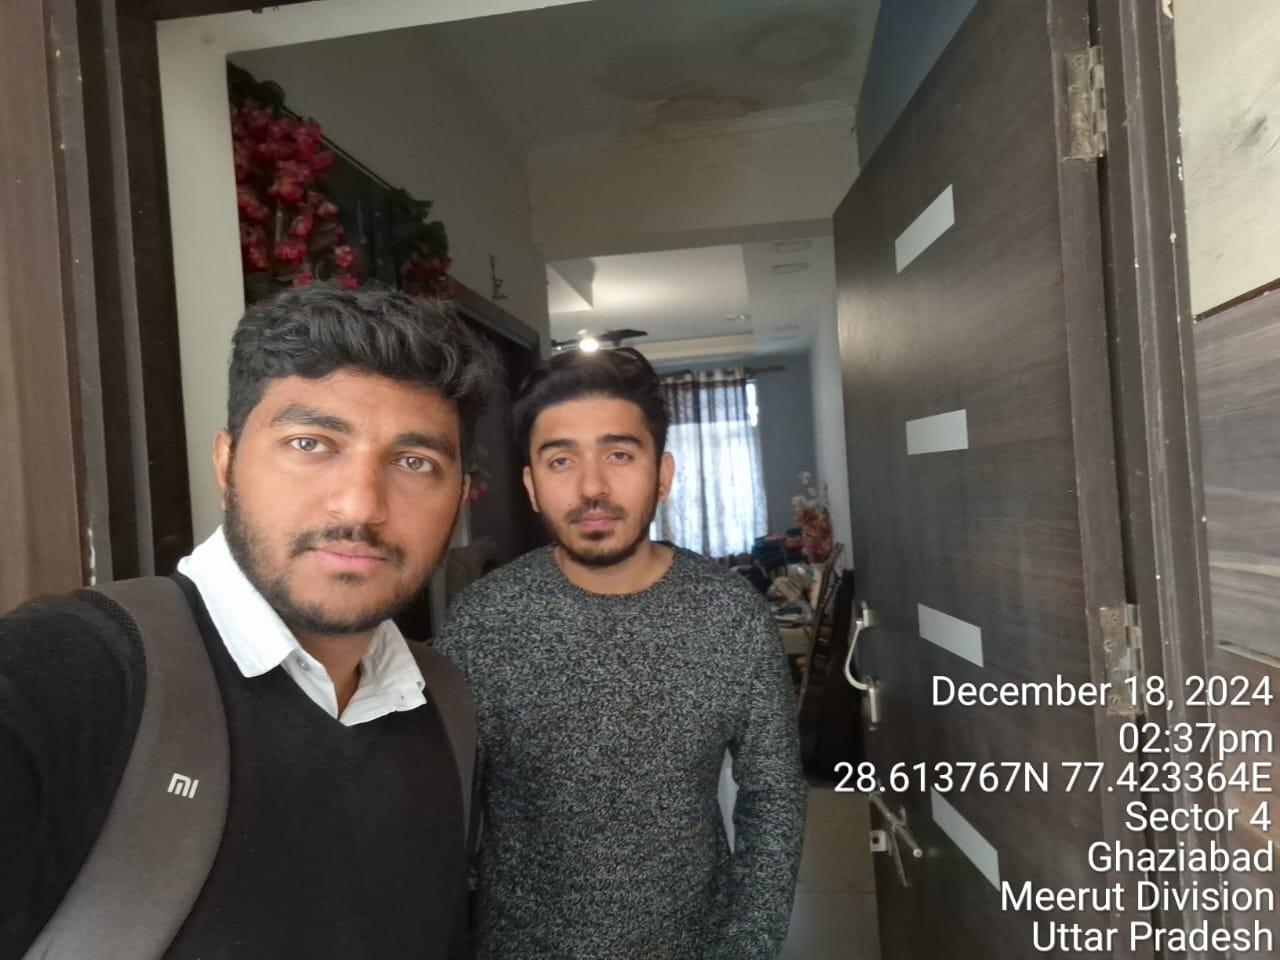 mi
December 18, 2024
02:37pm
28.613767N 77.423364E
Sector 4
Ghaziabad
Meerut Division
Uttar Pradesh